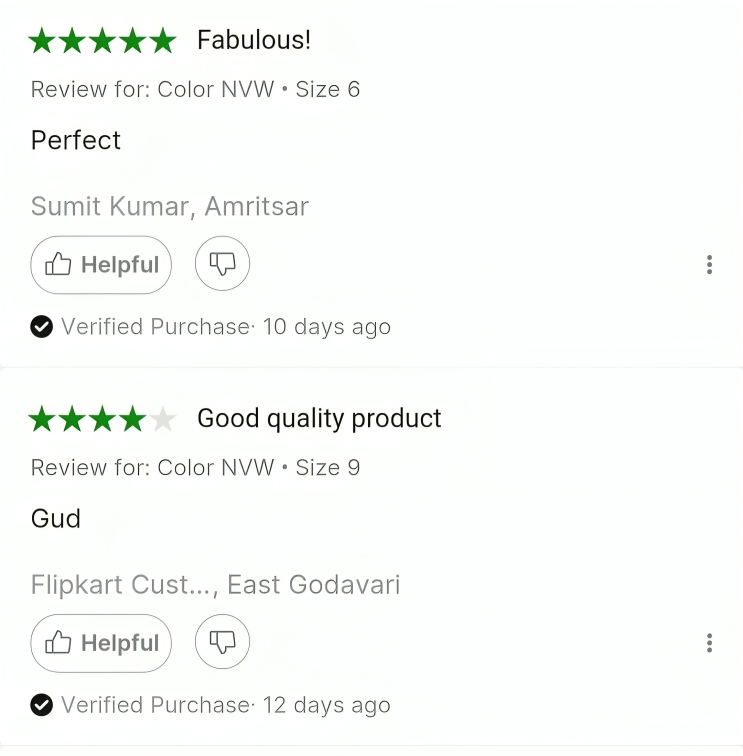 Fabulous!
Review for: Color NVW • Size 6
Perfect
Sumit Kumar, Amritsar
Helpful
Verified Purchase· 10 days ago
Good quality product
Review for: Color NVW • Size 9
Gud
Flipkart Cust..., East Godavari
Helpful
Verified Purchase· 12 days ago